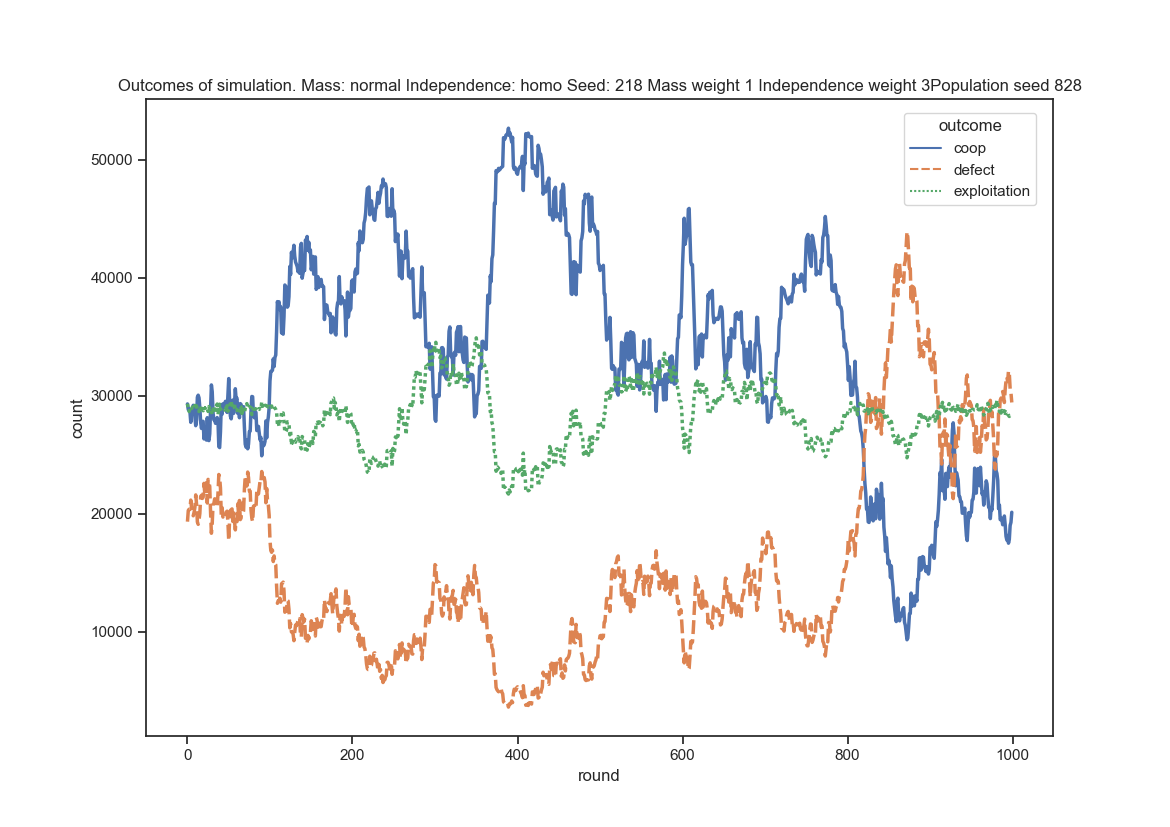 Outcomes of simulation. Mass: normal Independence: homo Seed: 218 Mass weight 1 Independence weight 3Population seed 828
outcome
coop
defect
exploitation
50000
40000
30000
20000
10000
count
0 200 400 600 800 1000
round